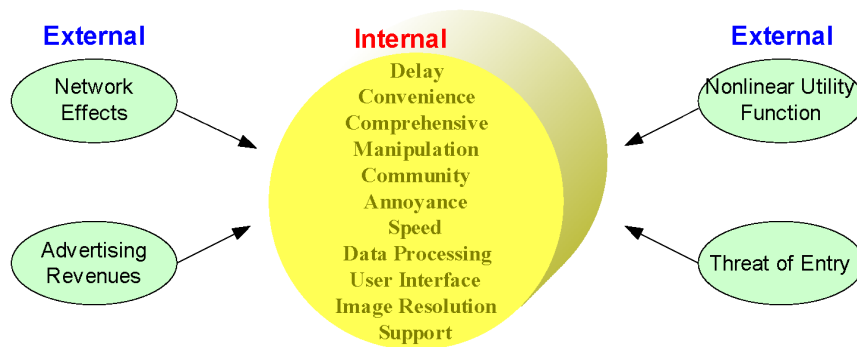 External
Internal
External
Network
Effects
Advertising
Revenues
Delay
Convenience
Comprehensive
Manipulation
Community
Annoyance
Speed
Data Processing
User Interface
Image Resolution
Support
Nonlinear Utility
Function
Threat of Entry